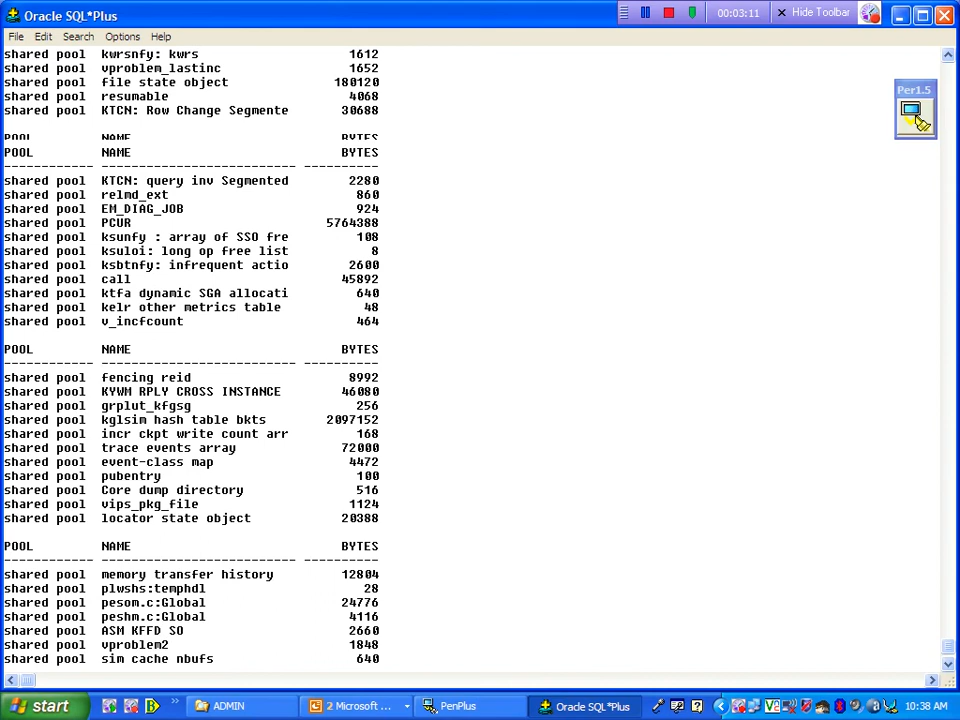 Oracle SQL*Plus
00:03:11
Hide Toolbar
File Edit Search Options Help
shared pool kwrsnfy: kwrs 1612
shared pool vproblem_lastinc 1652
shared pool file state object 180120
shared pool resumable 4068
shared pool KTCN: Row Change Segmente 30688
Per1.5
POOL NAME BYTES
POOL NAME BYTES
------------ -------------------------- ----------
shared pool KTCN: query inv Segmented 2280
shared pool relmd_ext 860
shared pool EM_DIAG_JOB 924
shared pool PCUR 5764388
shared pool ksunfy : array of SSO fre 108
shared pool ksuloi: long op free list 8
shared pool ksbtnfy: infrequent actio 2600
shared pool call 45892
shared pool ktfa dynamic SGA allocati 640
shared pool kelr other metrics table 48
shared pool v_incfcount 464
POOL NAME BYTES
------------ -------------------------- ----------
shared pool fencing reid 8992
shared pool KYWM RPLY CROSS INSTANCE 46080
shared pool grplut_kfgsg 256
shared pool kglsim hash table bkts 2097152
shared pool incr ckpt write count arr 168
shared pool trace events array 72000
shared pool event-class map 4472
shared pool pubentry 100
shared pool Core dump directory 516
shared pool vips_pkg_file 1124
shared pool locator state object 20388
POOL NAME BYTES
------------ -------------------------- ----------
shared pool memory transfer history 12804
shared pool plwshs:temphdl 28
shared pool pesom.c:Global 24776
shared pool peshm.c:Global 4116
shared pool ASM KFFD SO 2660
shared pool vproblem2 1848
shared pool sim cache nbufs 640
start ADMIN 2 Microsoft ... PenPlus Oracle SQL*Plus 10:38 AM